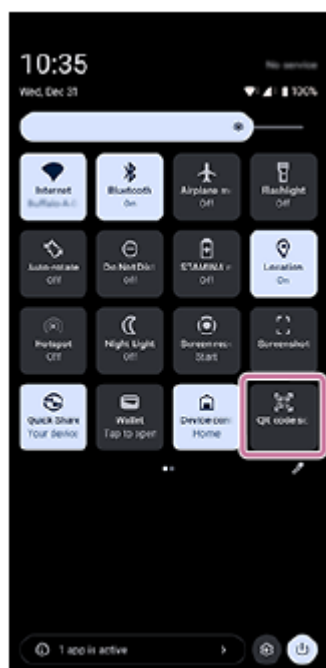 10:35
No service
Wed, Dec 31
100%
Internet
Bluetooth
On
Airplane m
Off
Flashlight
Off
Auto-rotate
Off
Do Not Dist
Off
STAMINA m
Off
Location
On
Hotspot
Off
Night Light
Off
Screen rec
Start
Screenshot
Quick Share
Your device
Wallet
Tap to open
Device cont
Home
QR code sc
1 app is active